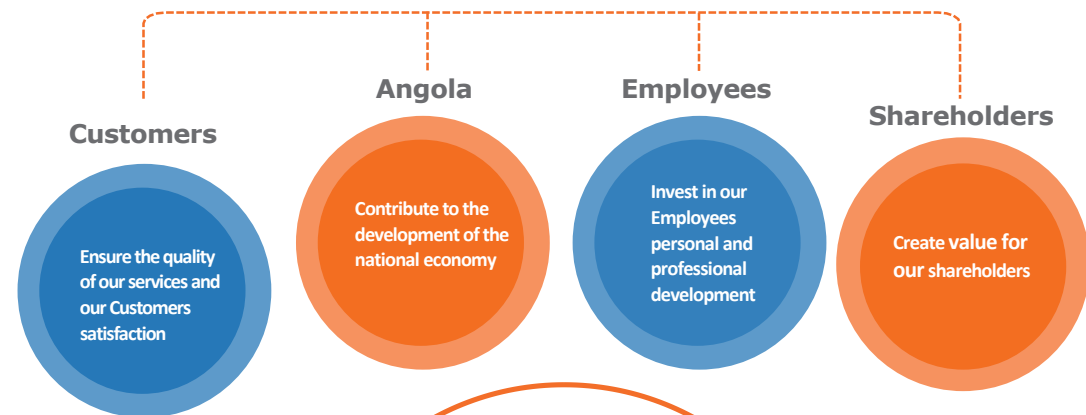 Customers
Ensure the quality
of our services and
our Customers
satisfaction
Angola
Contribute to the
development of the
national economy
Employees
Invest in our
Employees
personal and
professional
development
Shareholders
Create value for
our shareholders